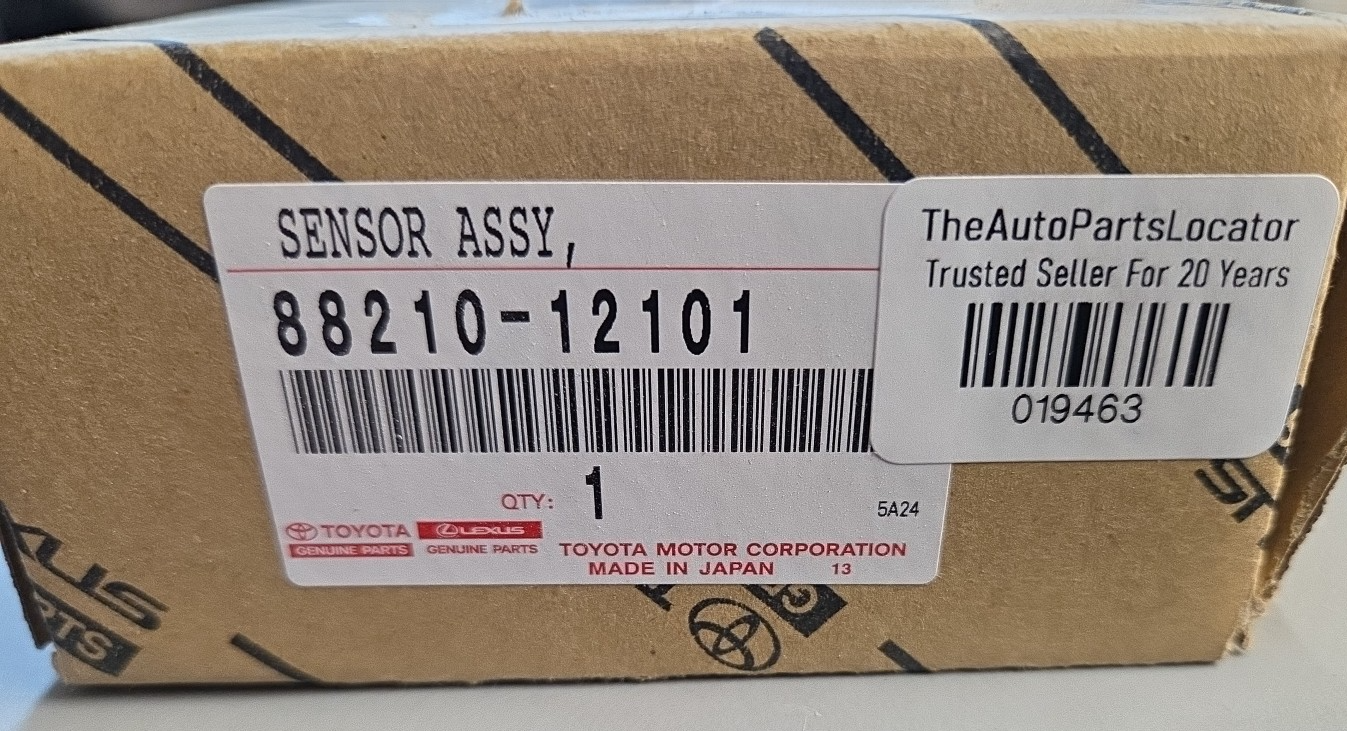 SENSOR ASSY,
88210-12101
QTY: 1
5A24
TOYOTA
GENUINE PARTS
LEXUS
GENUINE PARTS
TOYOTA MOTOR CORPORATION
MADE IN JAPAN 13
TheAutoPartsLocator
Trusted Seller For 20 Years
019463